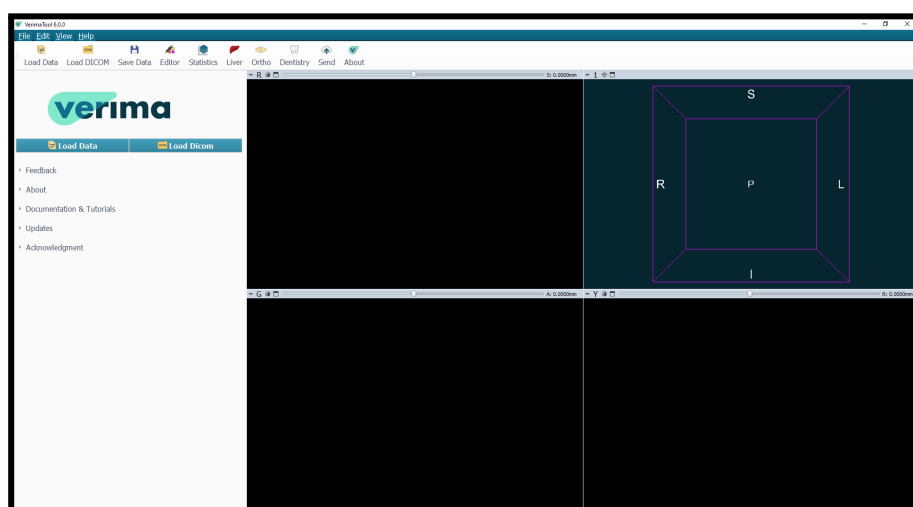 VerimaTool 6.0.0
File Edit View Help
Load Data Load DICOM Save Data Editor Statistics Liver Ortho Dentistry Send About
R S: 0.0000mm 1
verima
S
Load Data Load Dicom
Feedback
R P L
About
Documentation & Tutorials
Updates
Acknowledgment
I
G A: 0.0000mm Y R: 0.0000mm